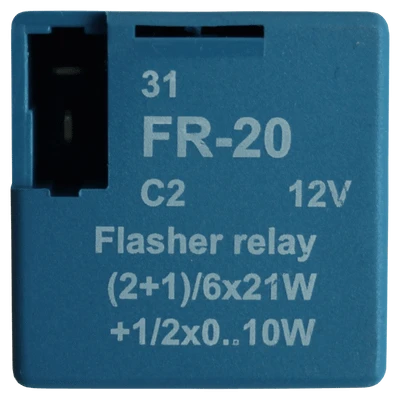 31
FR-20
C2 12V
Flasher relay
(2+1)/6x21W
+1/2x0..10W